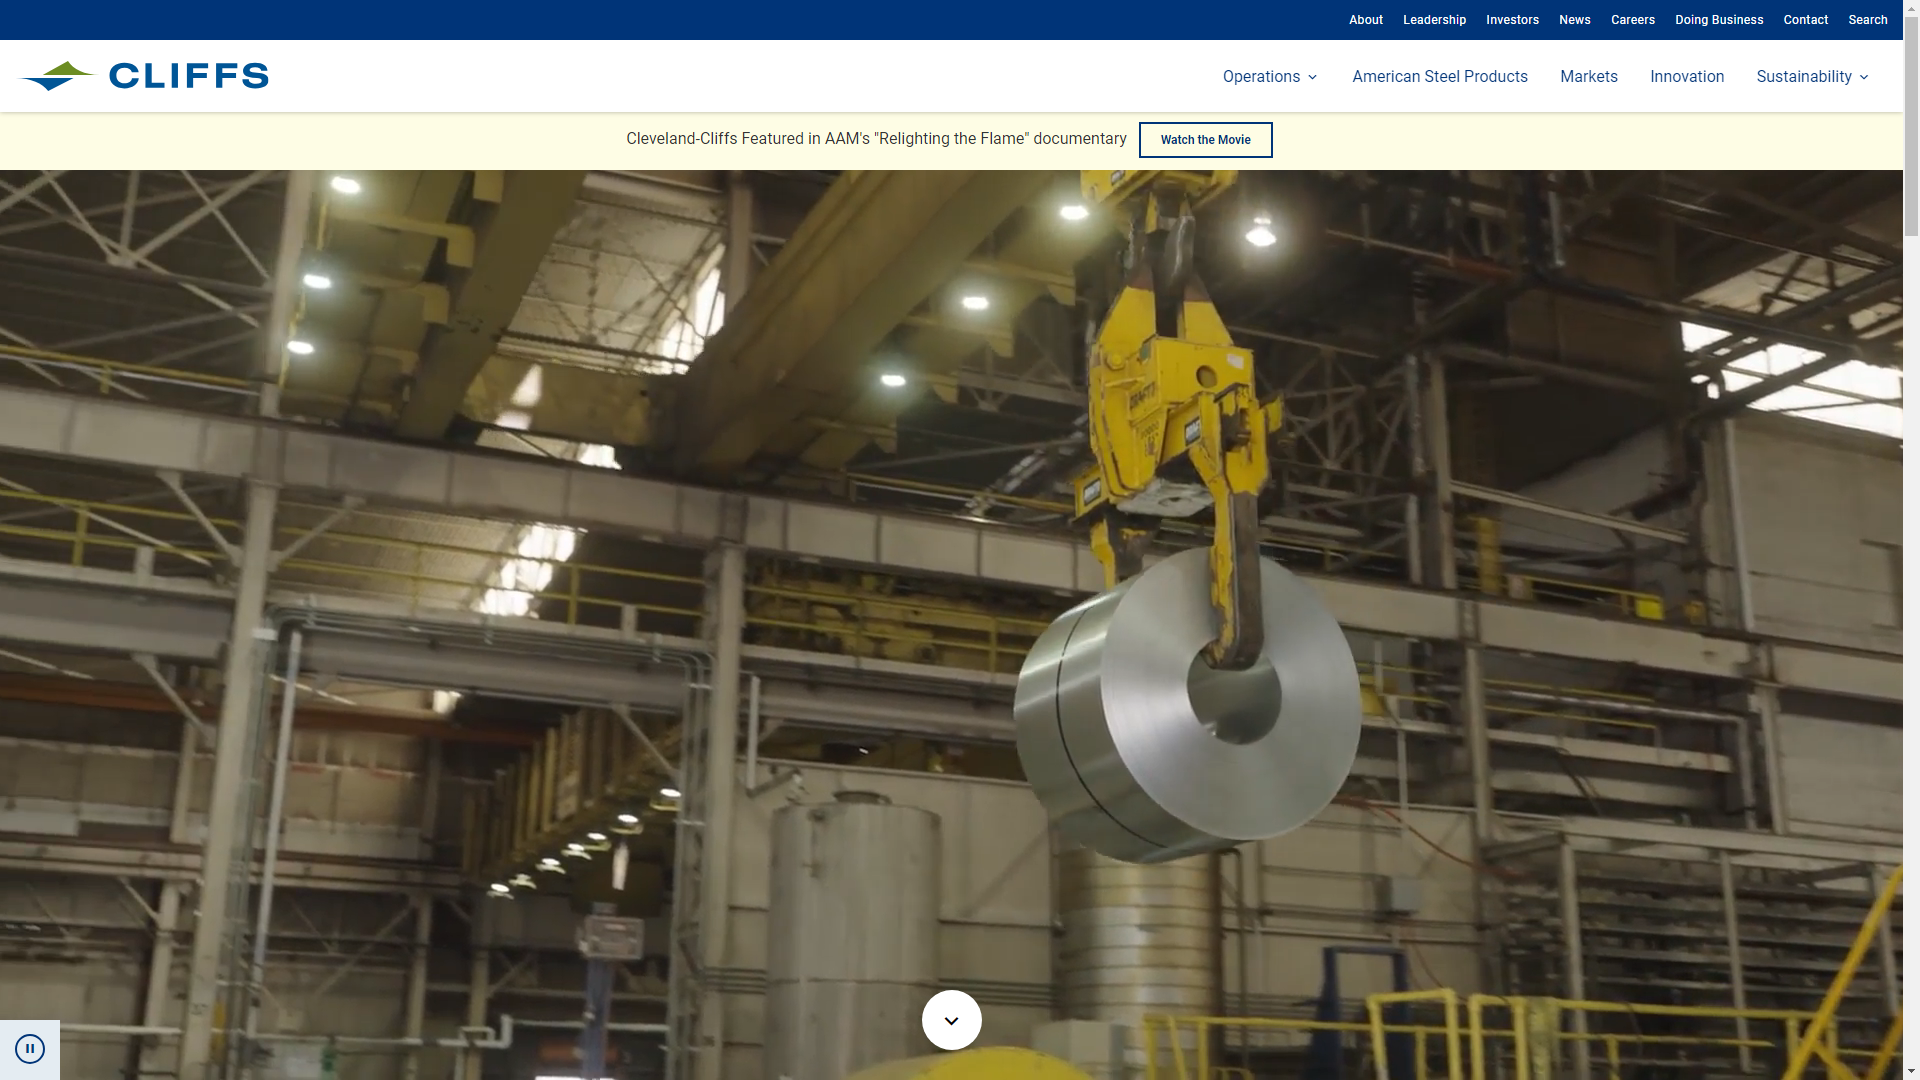 About Leadership Investors News Careers Doing Business Contact Search
CLIFFS
Operations American Steel Products Markets Innovation Sustainability
Cleveland-Cliffs Featured in AAM's "Relighting the Flame" documentary Watch the Movie